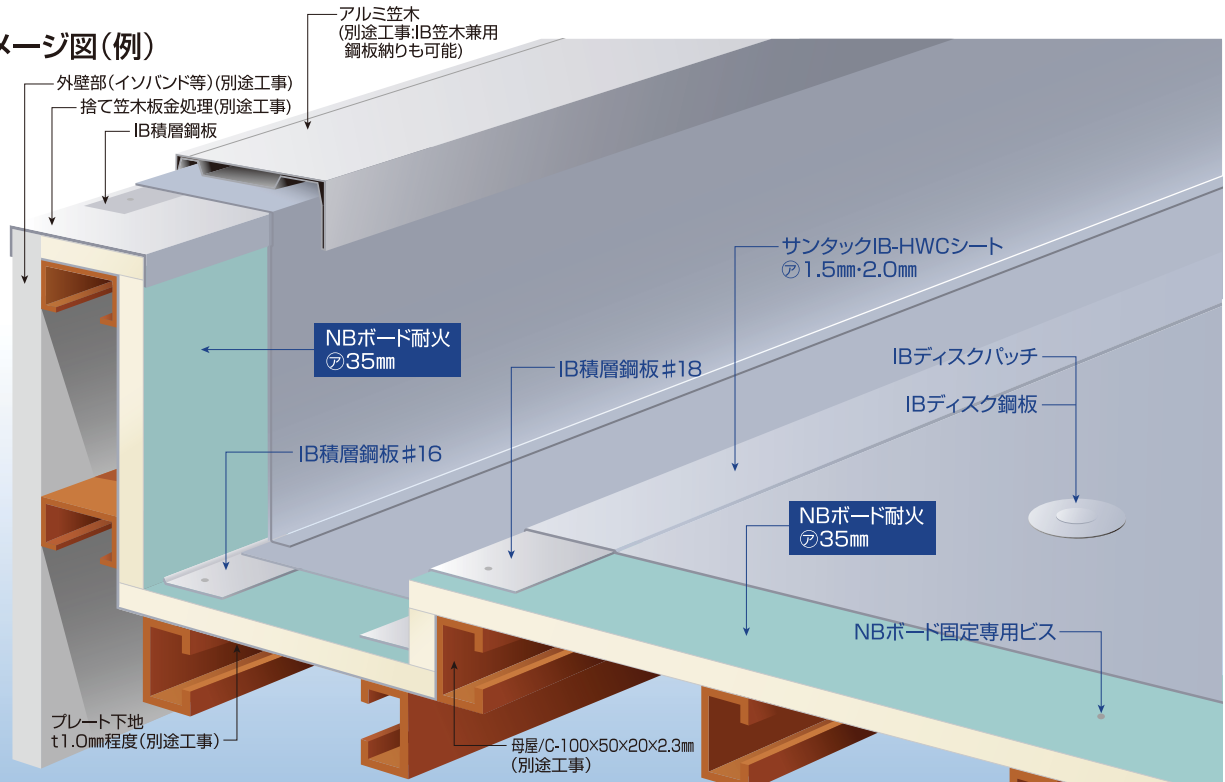 メージ図(例)
アルミ笠木
(別途工事:IB笠木兼用
鋼板納りも可能)
外壁部(イソバンド等)(別途工事)
捨て笠木板金処理(別途工事)
IB積層鋼板
サンタックIB-HWCシート
㋐1.5mm・2.0mm
NBボード耐火
㋐35mm
IB積層鋼板#18
IBディスクパッチ
IBディスク鋼板
IB積層鋼板#16
NBボード耐火
㋐35mm
NBボード固定専用ビス
プレート下地
t1.0mm程度(別途工事)
母屋/C-100×50×20×2.3mm
(別途工事)